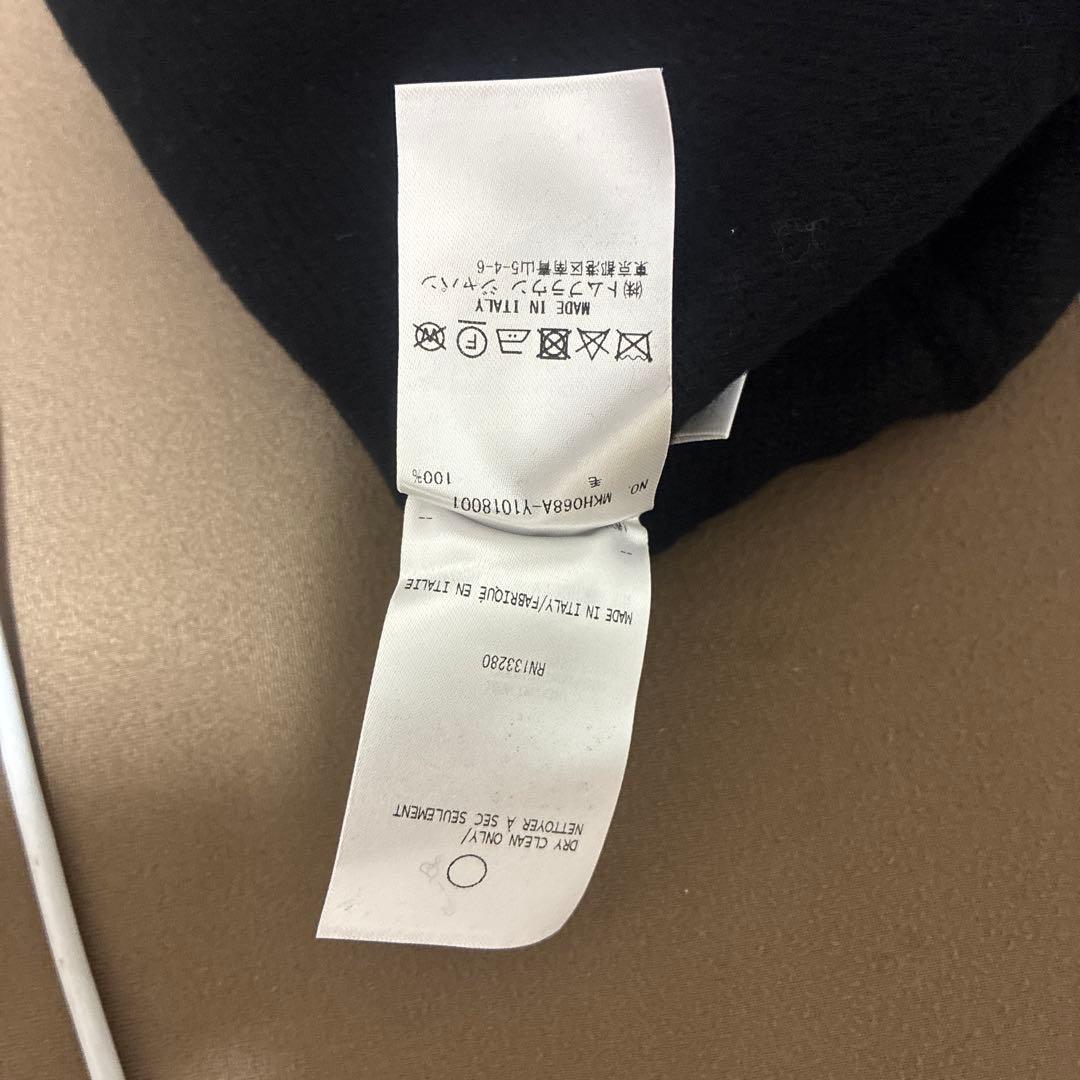 DRY CLEAN ONLY/
NETTOYER À SEC SEULEMENT
RN133280
MADE IN ITALY/FABRIQUÉ EN ITALIE
NO. MKH068A-Y1018001
毛 100%
F
W
MADE IN ITALY
(株)トムブラウン ジャパン
東京都港区南青山5-4-6